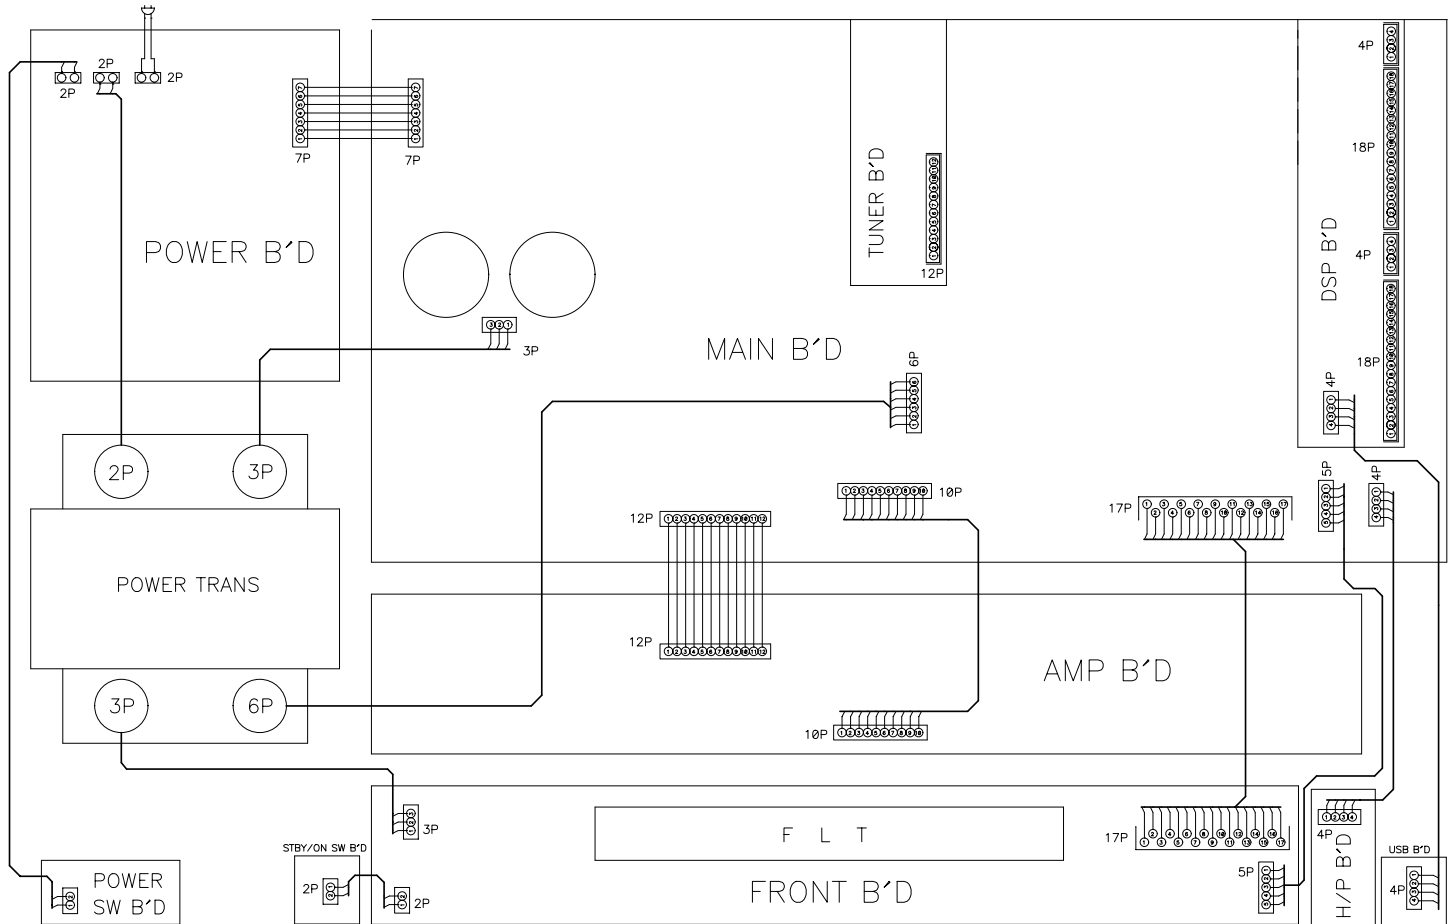 2P
2P
2P
7P
7P
POWER B'D
3P
2P
3P
POWER TRANS
3P
6P
MAIN B'D
TUNER B'D
12P
6P
4P
18P
4P
18P
DSP B'D
4P
5P
4P
10P
17P
12P
12P
AMP B'D
10P
3P
F L T
17P
FRONT B'D
5P
STBY/ON SW B'D
2P
2P
POWER
SW B'D
4P
H/P B'D
USB B'D
4P